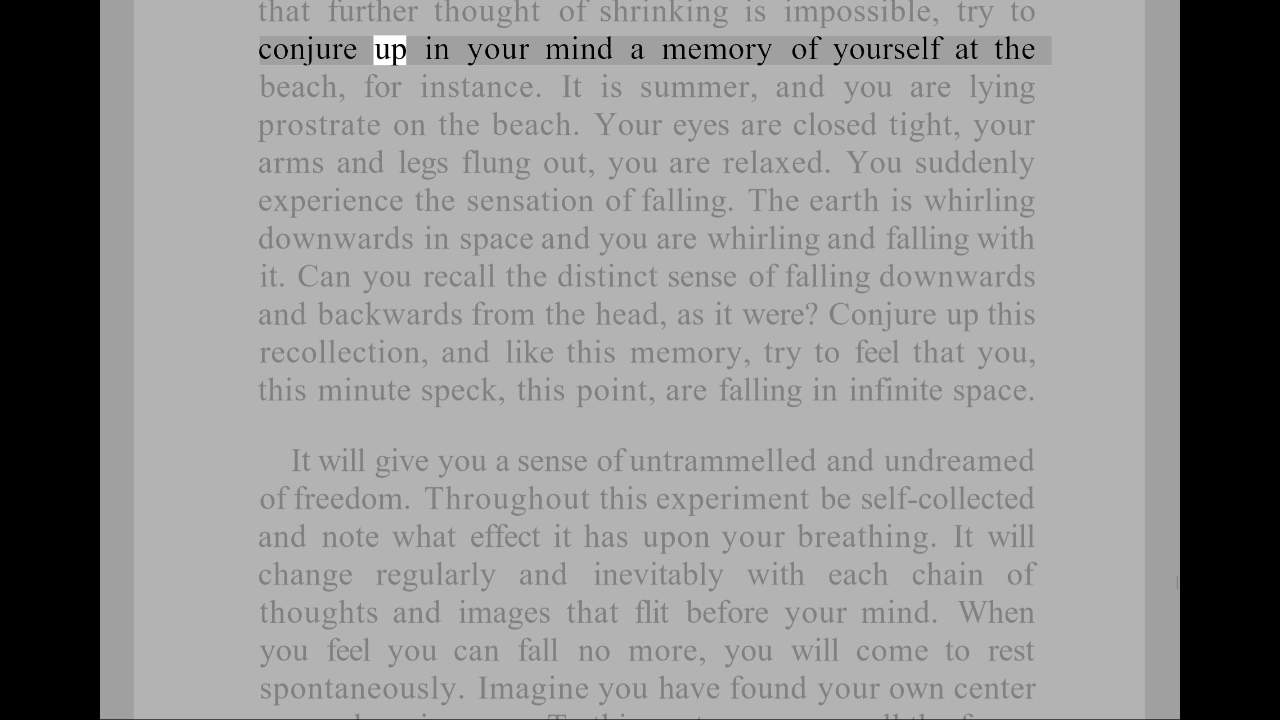 that further thought of shrinking is impossible, try to
conjure up in your mind a memory of yourself at the
beach, for instance. It is summer, and you are lying
prostrate on the beach. Your eyes are closed tight, your
arms and legs flung out, you are relaxed. You suddenly
experience the sensation of falling. The earth is whirling
downwards in space and you are whirling and falling with
it. Can you recall the distinct sense of falling downwards
and backwards from the head, as it were? Conjure up this
recollection, and like this memory, try to feel that you,
this minute speck, this point, are falling in infinite space.
It will give you a sense of untrammelled and undreamed
of freedom. Throughout this experiment be self-collected
and note what effect it has upon your breathing. It will
change regularly and inevitably with each chain of
thoughts and images that flit before your mind. When
you feel you can fall no more, you will come to rest
spontaneously. Imagine you have found your own center